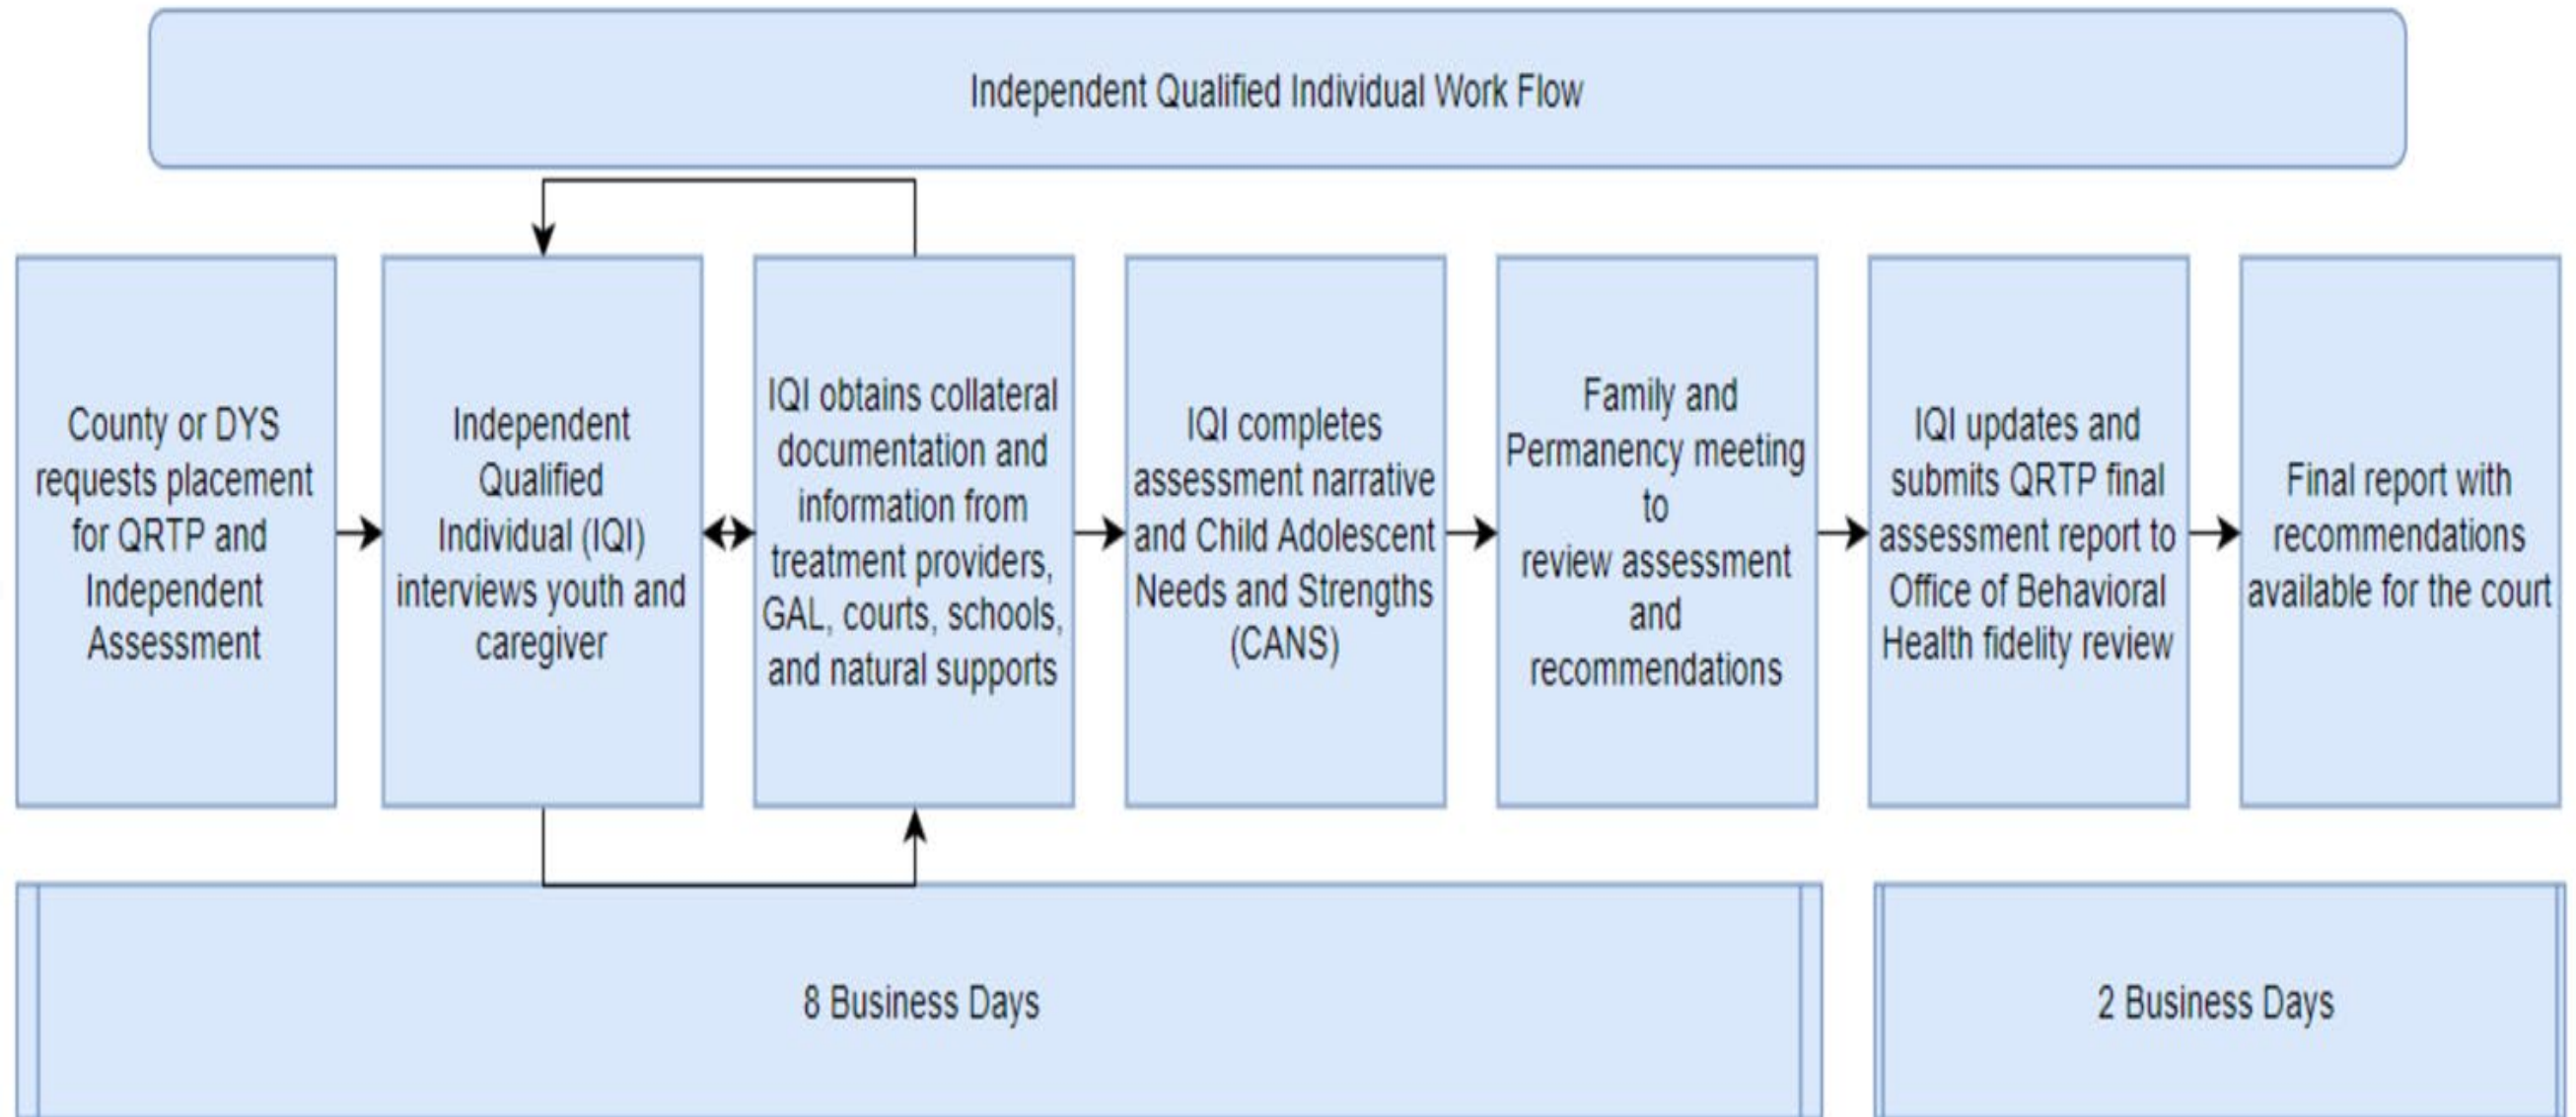 Independent Qualified Individual Work Flow
County or DYS
requests placement
for QRTP and
Independent
Assessment
Independent
Qualified
Individual (IQI)
interviews youth and
caregiver
IQI obtains collateral
documentation and
information from
treatment providers,
GAL, courts, schools,
and natural supports
IQI completes
assessment narrative
and Child Adolescent
Needs and Strengths
(CANS)
Family and
Permanency meeting
to
review assessment
and
recommendations
IQI updates and
submits QRTP final
assessment report to
Office of Behavioral
Health fidelity review
Final report with
recommendations
available for the court
8 Business Days
2 Business Days